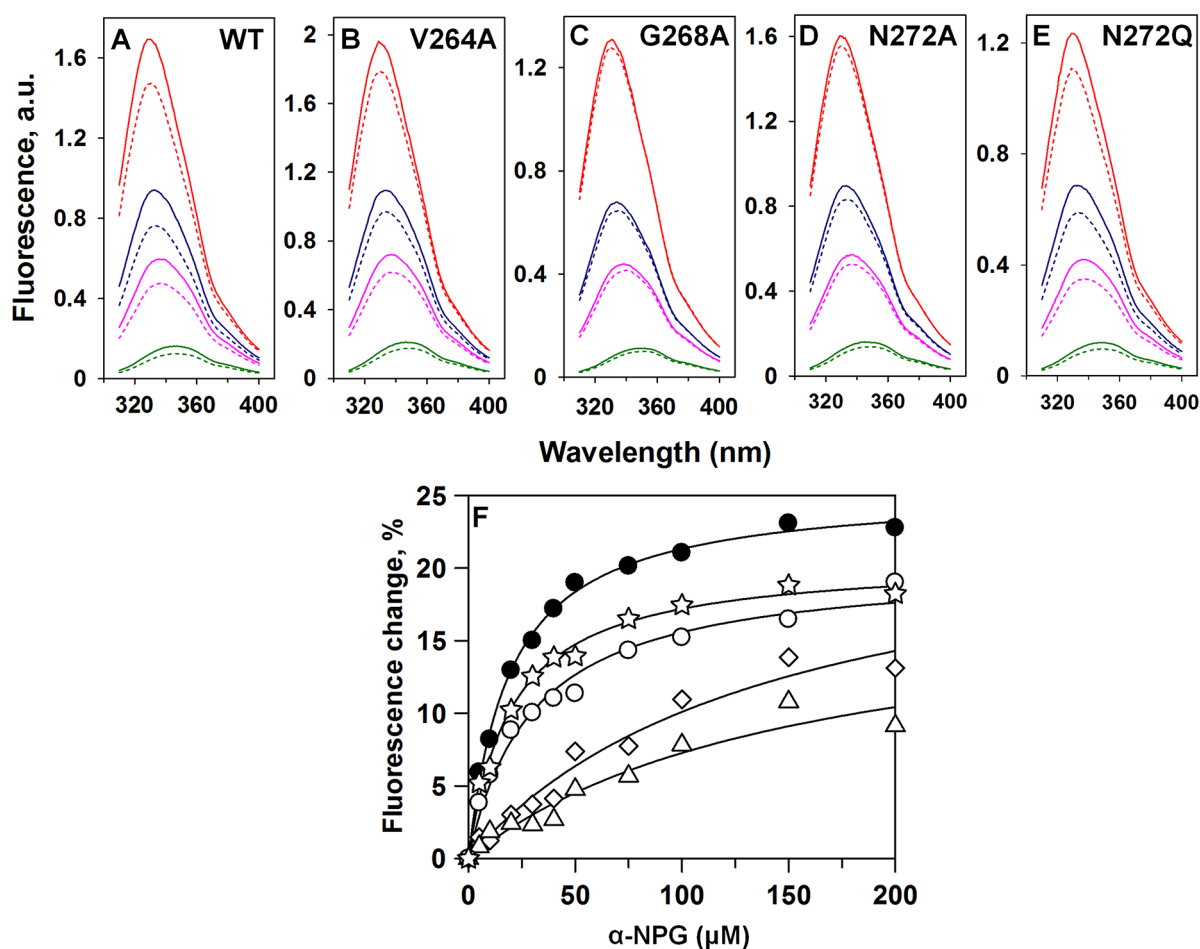 A WT
B V264A
C G268A
D N272A
E N272Q
Fluorescence, a.u.
1.6
1.2
0.8
0.4
0
2
1.6
1.2
0.8
0.4
0
1.2
0.8
0.4
0
1.6
1.2
0.8
0.4
0
1.2
0.8
0.4
0
320 360 400
320 360 400
320 360 400
320 360 400
320 360 400
Wavelength (nm)
F
Fluorescence change, %
25
20
15
10
5
0
0 50 100 150 200
α-NPG (µM)